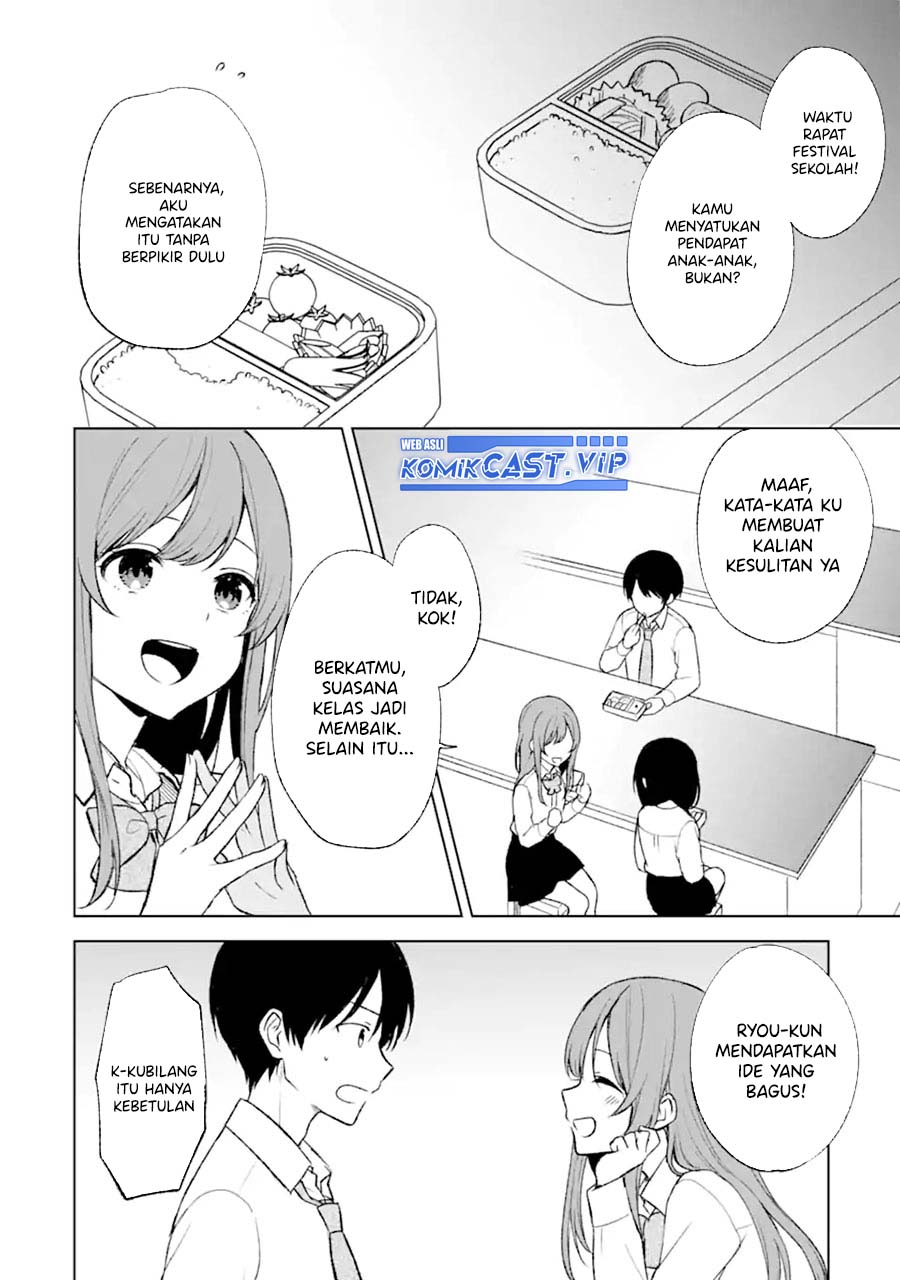 WAKTU
RAPAT
FESTIVAL
SEKOLAH!
KAMU
MENYATUKAN
PENDAPAT
ANAK-ANAK,
BUKAN?
SEBENARNYA,
AKU
MENGATAKAN
ITU TANPA
BERPIKIR DULU
WEB ASLI
KOMIKCAST.VIP
MAAF,
KATA-KATA KU
MEMBUAT
KALIAN
KESULITAN YA
TIDAK,
KOK!
BERKATMU,
SUASANA
KELAS JADI
MEMBAIK.
SELAIN ITU...
RYOU-KUN
MENDAPATKAN
IDE YANG
BAGUS!
K-KUBILANG
ITU HANYA
KEBETULAN